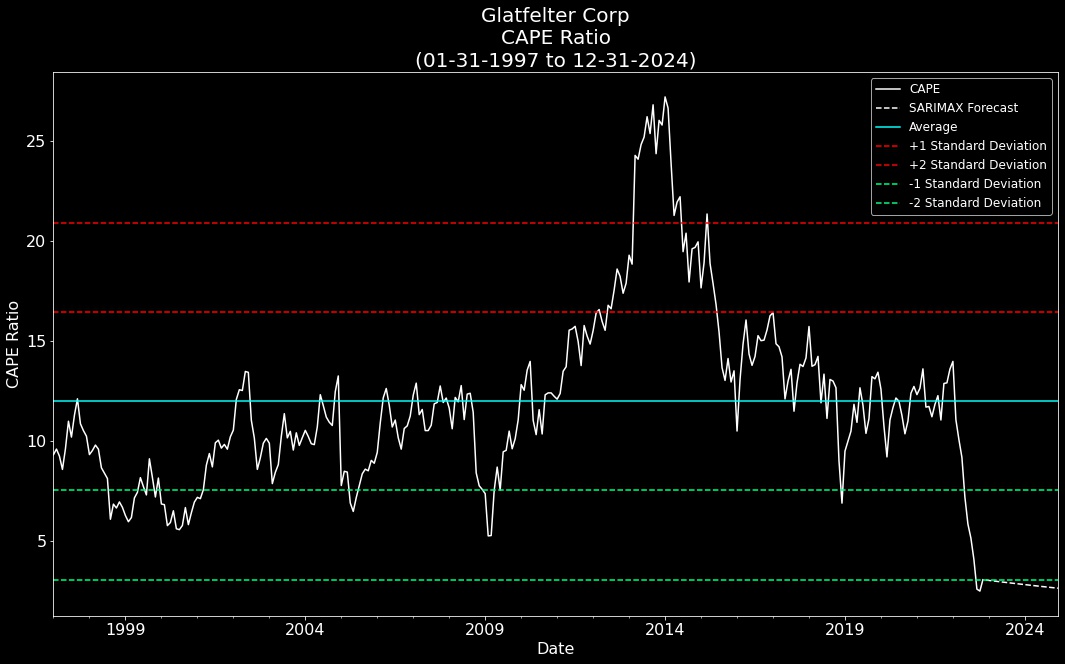 Glatfelter Corp
CAPE Ratio
(01-31-1997 to 12-31-2024)
CAPE
SARIMAX Forecast
Average
+1 Standard Deviation
+2 Standard Deviation
-1 Standard Deviation
-2 Standard Deviation
CAPE Ratio
25
20
15
10
5
1999 2004 2009 2014 2019 2024
Date